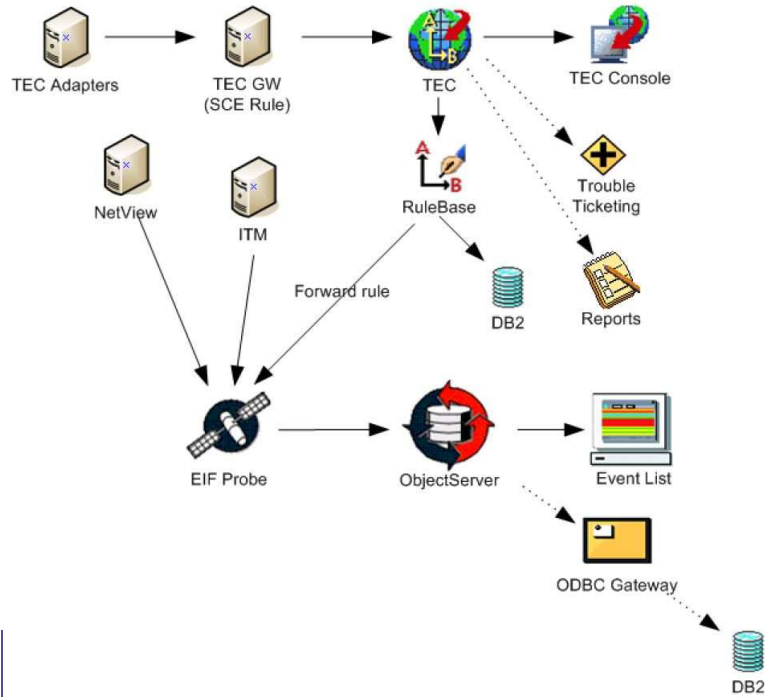 TEC Adapters
TEC GW
(SCE Rule)
TEC
TEC Console
NetView
ITM
RuleBase
Trouble
Ticketing
Forward rule
DB2
Reports
EIF Probe
ObjectServer
Event List
ODBC Gateway
DB2